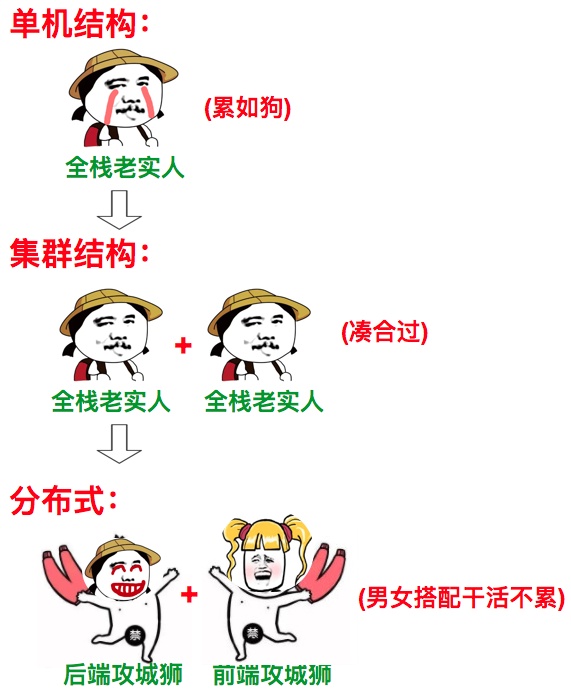 单机结构：
(累如狗)
全栈老实人
集群结构：
+
(凑合过)
全栈老实人 全栈老实人
分布式：
+
(男女搭配干活不累)
禁 禁
后端攻城狮 前端攻城狮